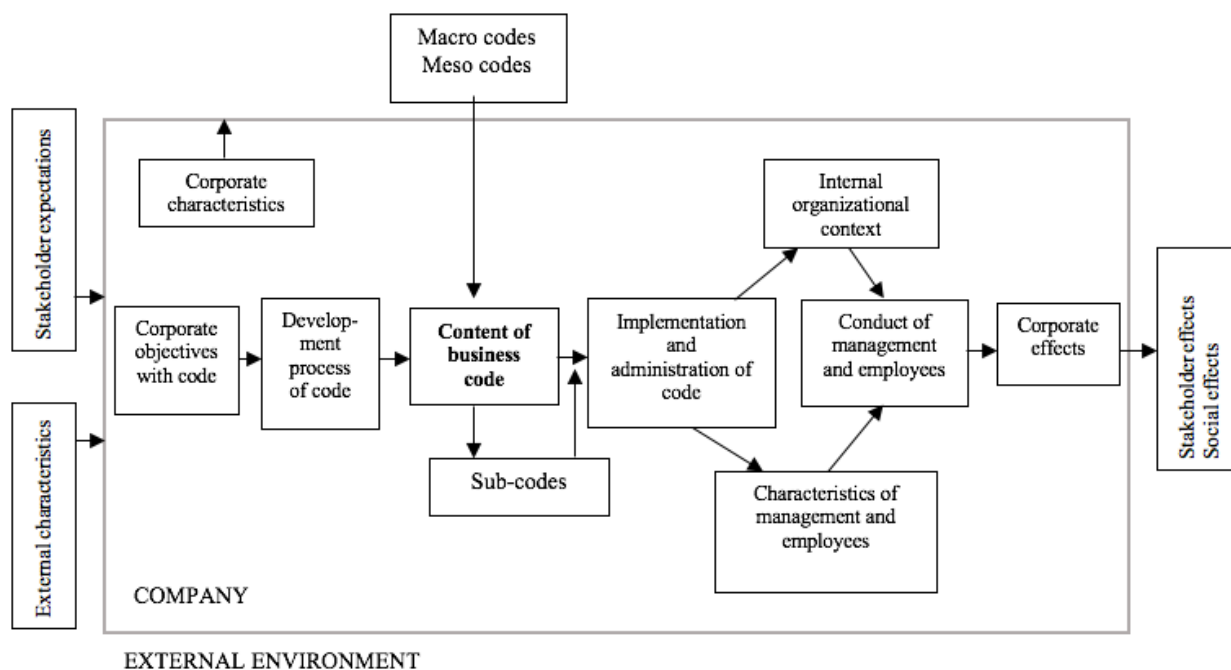 Macro codes
Meso codes
Stakeholder expectations
Corporate
characteristics
Internal
organizational
context
Corporate
objectives
with code
Develop-
ment
process
of code
Content of
business
code
Implementation
and
administration of
code
Conduct of
management
and employees
Corporate
effects
Stakeholder effects
Social effects
External characteristics
Sub-codes
Characteristics of
management and
employees
COMPANY
EXTERNAL ENVIRONMENT